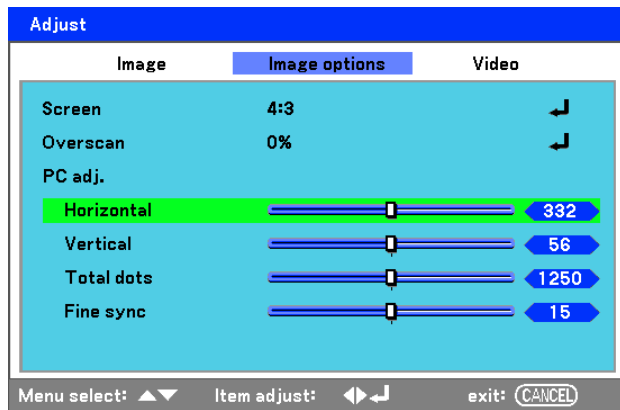 Adjust
Image Image options Video
Screen 4:3
Overscan 0%
PC adj.
Horizontal 332
Vertical 56
Total dots 1250
Fine sync 15
Menu select: Item adjust: exit: CANCEL